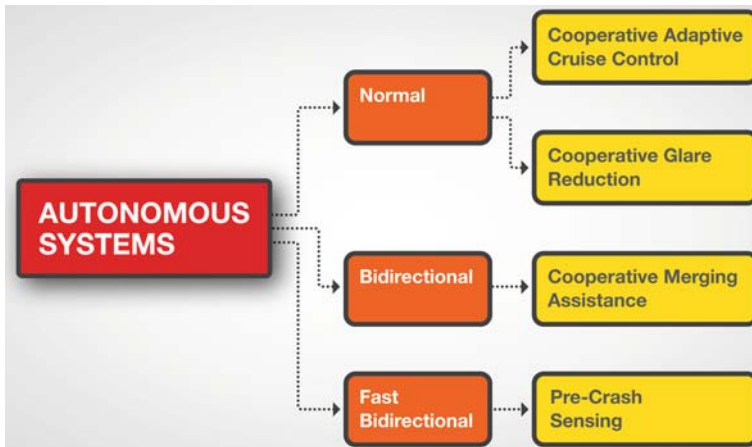 AUTONOMOUS
SYSTEMS
Normal
Cooperative Adaptive
Cruise Control
Cooperative Glare
Reduction
Bidirectional
Cooperative Merging
Assistance
Fast
Bidirectional
Pre-Crash
Sensing